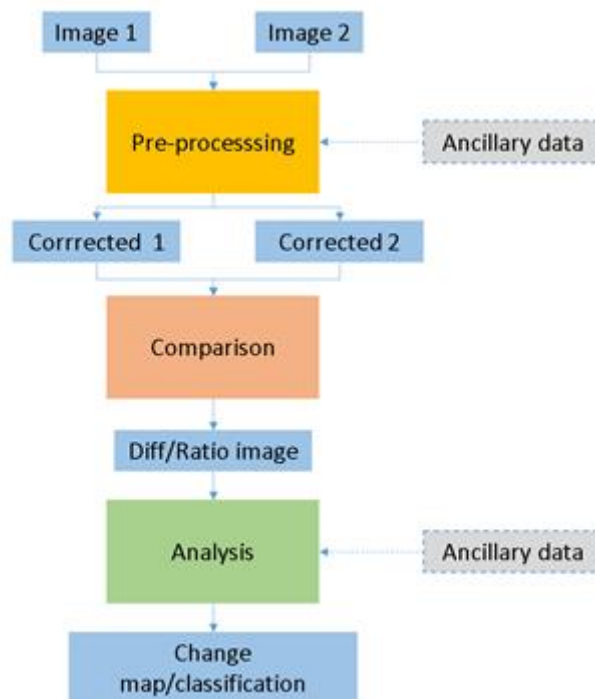 Image 1
Image 2
Pre-processsing
Ancillary data
Corrrected 1
Corrected 2
Comparison
Diff/Ratio image
Analysis
Ancillary data
Change
map/classification